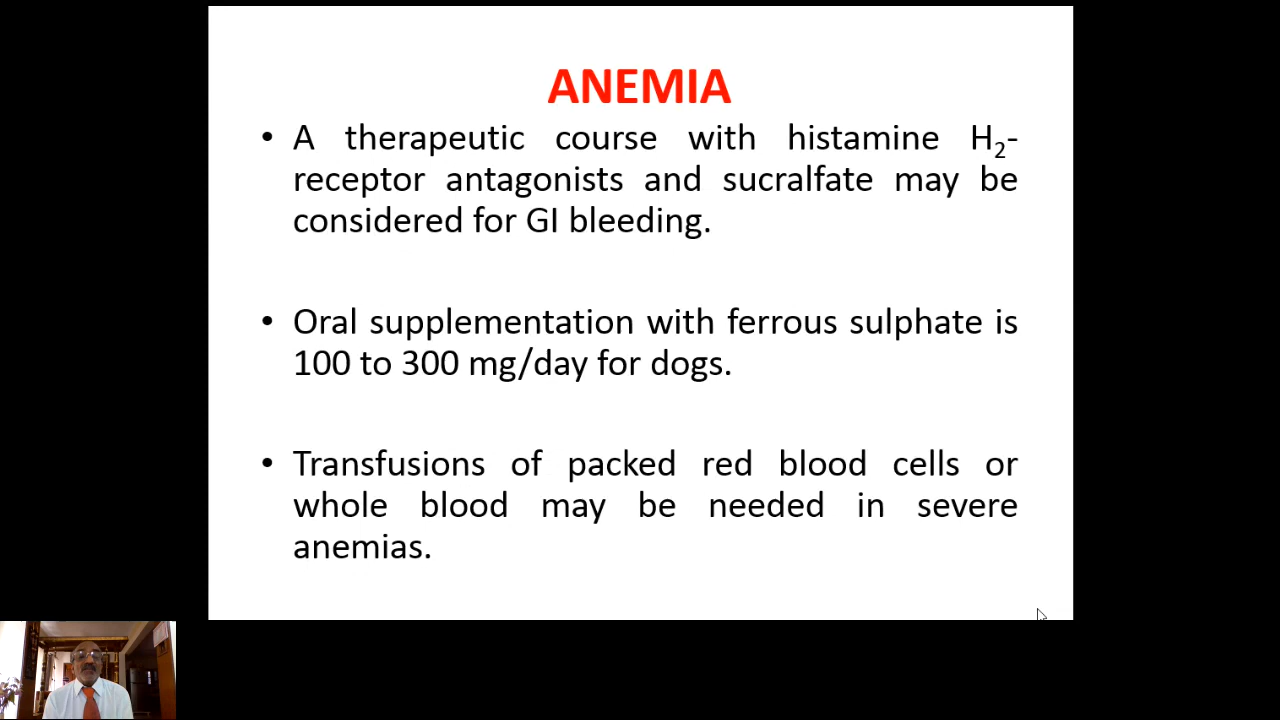 ANEMIA
• A therapeutic course with histamine H₂-
receptor antagonists and sucralfate may be
considered for GI bleeding.
• Oral supplementation with ferrous sulphate is
100 to 300 mg/day for dogs.
• Transfusions of packed red blood cells or
whole blood may be needed in severe
anemias.